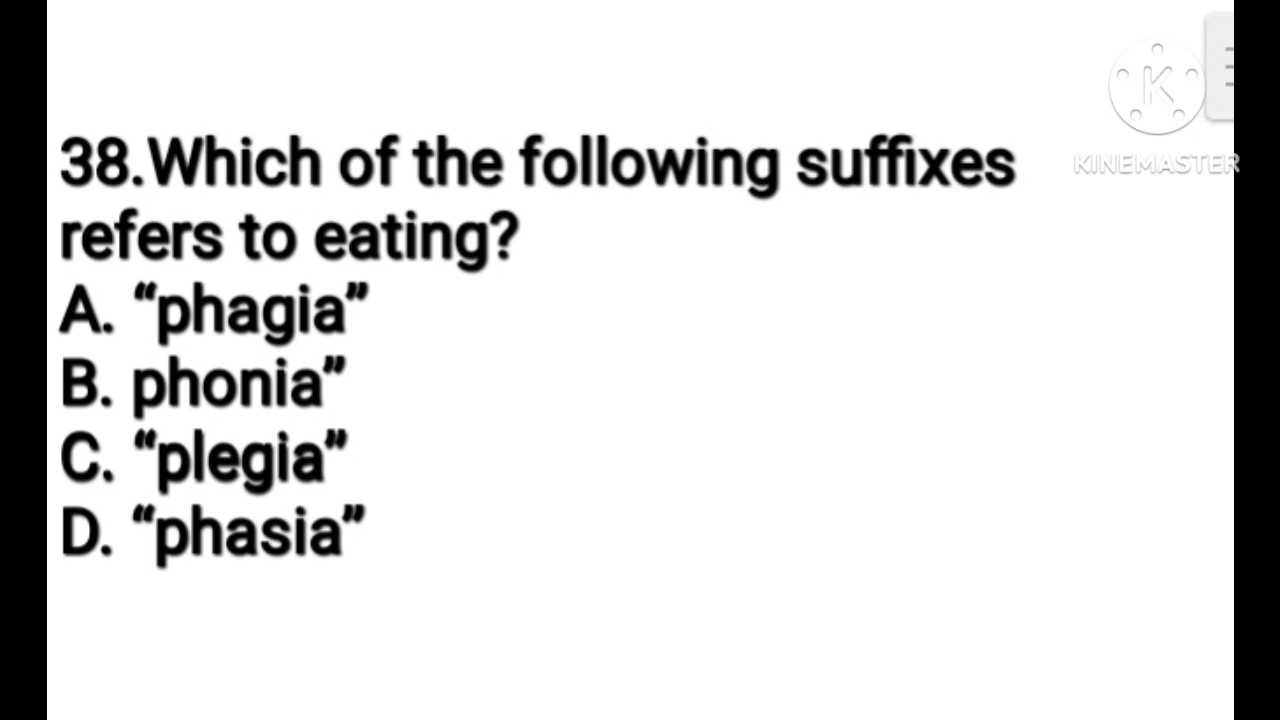 KINEMASTER
38.Which of the following suffixes
refers to eating?
A. “phagia”
B. phonia”
C. “plegia”
D. “phasia”